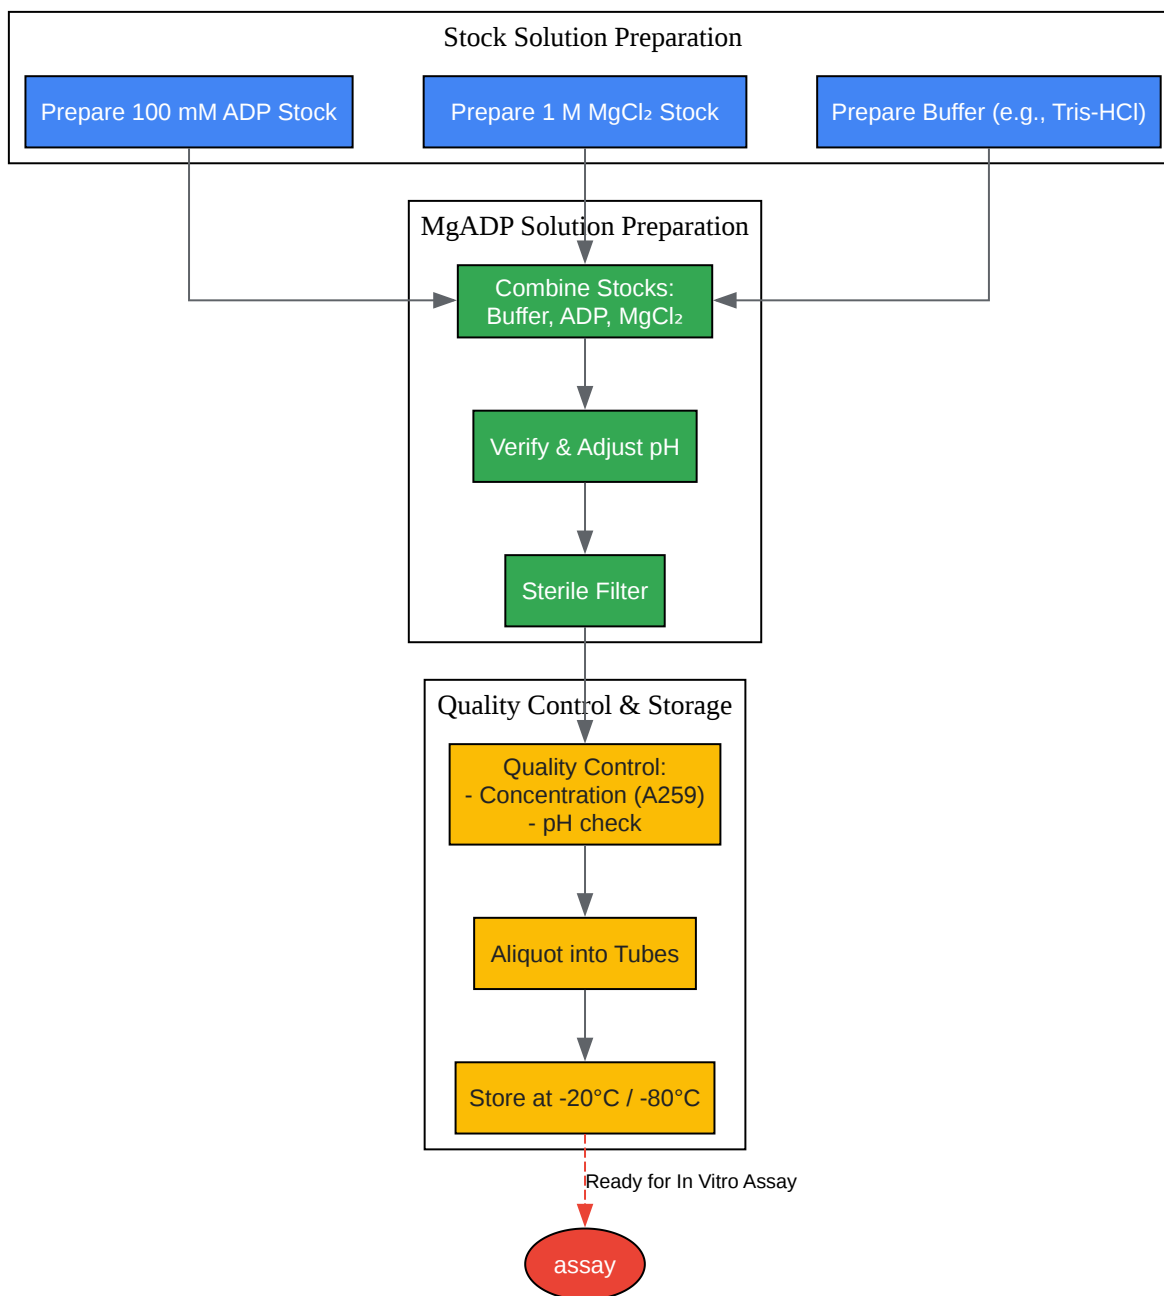 Stock Solution Preparation
Prepare 100 mM ADP Stock
Prepare 1 M MgCl₂ Stock
Prepare Buffer (e.g., Tris-HCl)
MgADP Solution Preparation
Combine Stocks:
Buffer, ADP, MgCl₂
Verify & Adjust pH
Sterile Filter
Quality Control & Storage
Quality Control:
- Concentration (A259)
- pH check
Aliquot into Tubes
Store at -20°C / -80°C
Ready for In Vitro Assay
assay